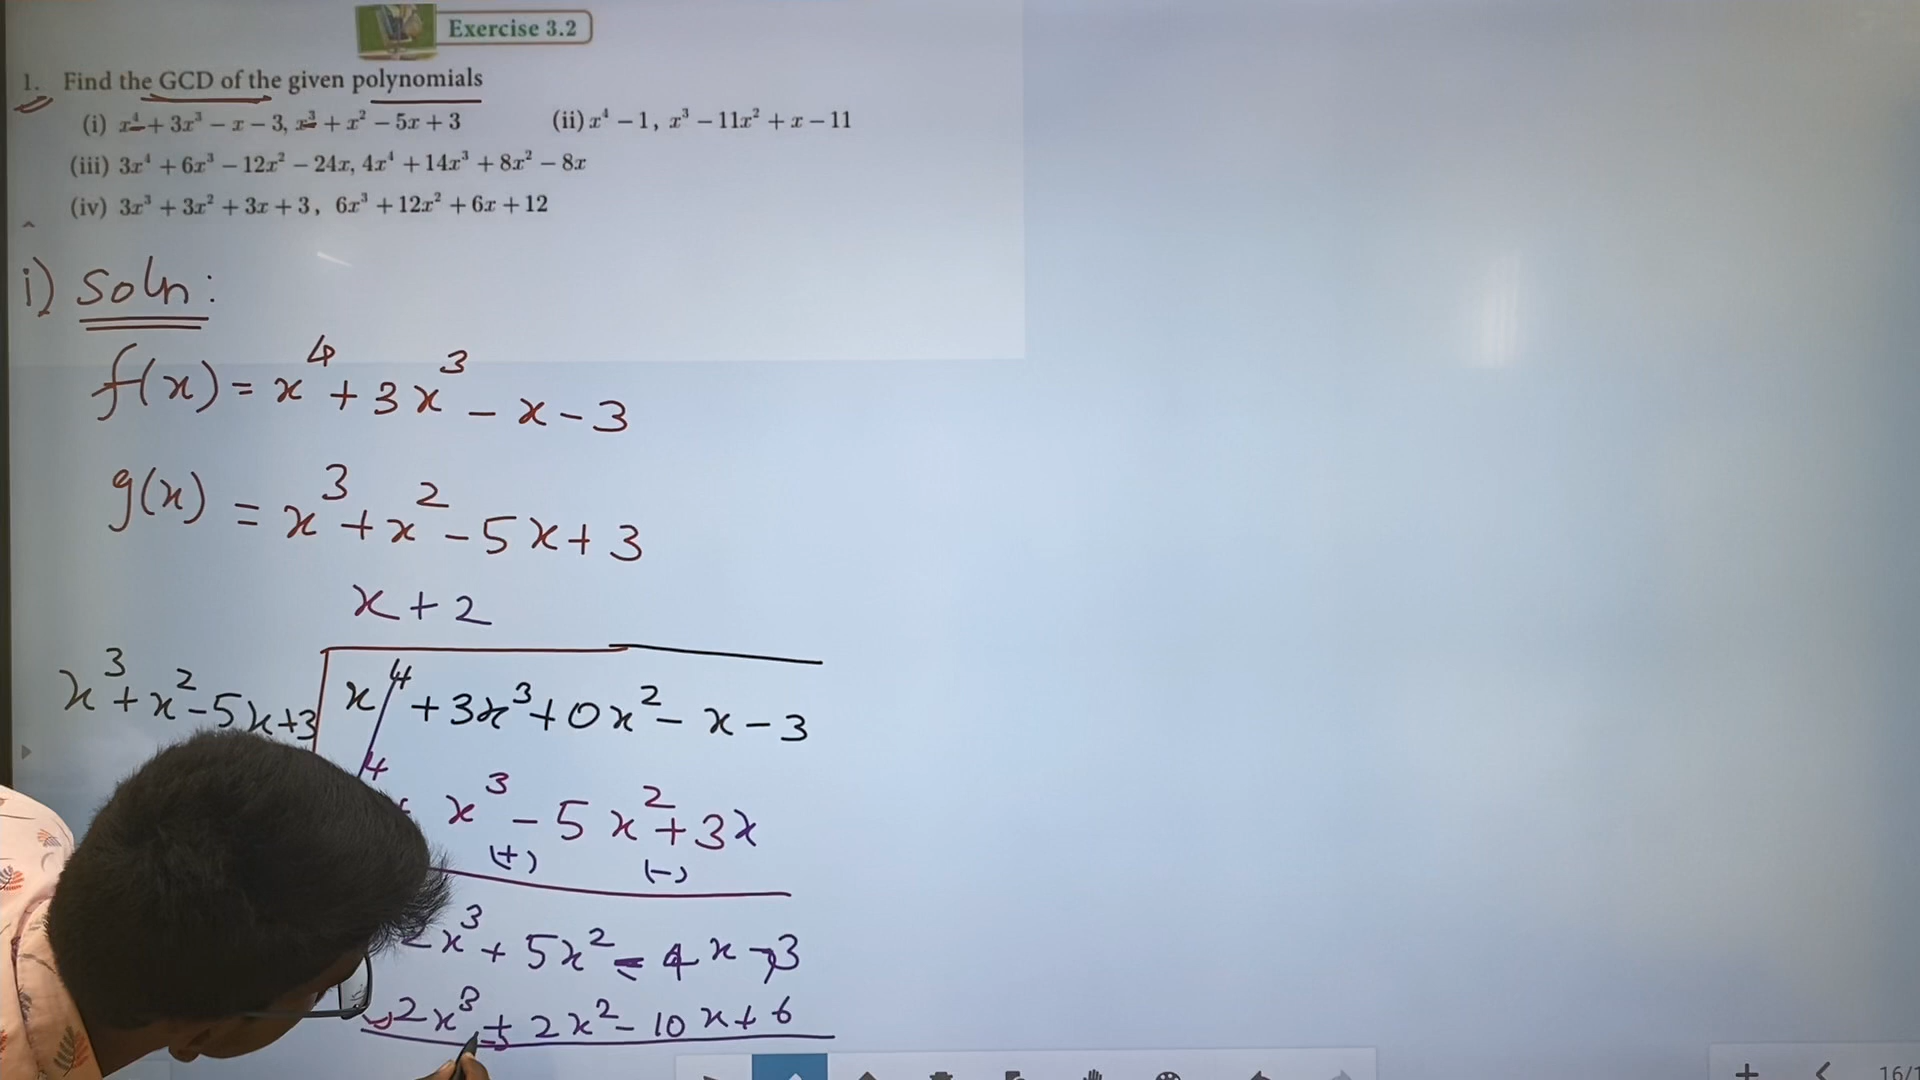 Exercise 3.2
1. Find the GCD of the given polynomials
(i) x⁴ + 3x³ − x − 3, x³ + x² − 5x + 3 (ii) x⁴ − 1, x³ − 11x² + x − 11
(iii) 3x⁴ + 6x³ − 12x² − 24x, 4x⁴ + 14x³ + 8x² − 8x
(iv) 3x³ + 3x² + 3x + 3, 6x³ + 12x² + 6x + 12
i) Soln:
f(x) = x⁴ + 3x³ − x − 3
g(x) = x³ + x² − 5x + 3
x + 2
x³ + x² − 5x + 3 x⁴ + 3x³ + 0x² − x − 3
x³ − 5x² + 3x
(+) (−)
2x³ + 5x² − 4x − 3
2x³ + 2x² − 10x + 6